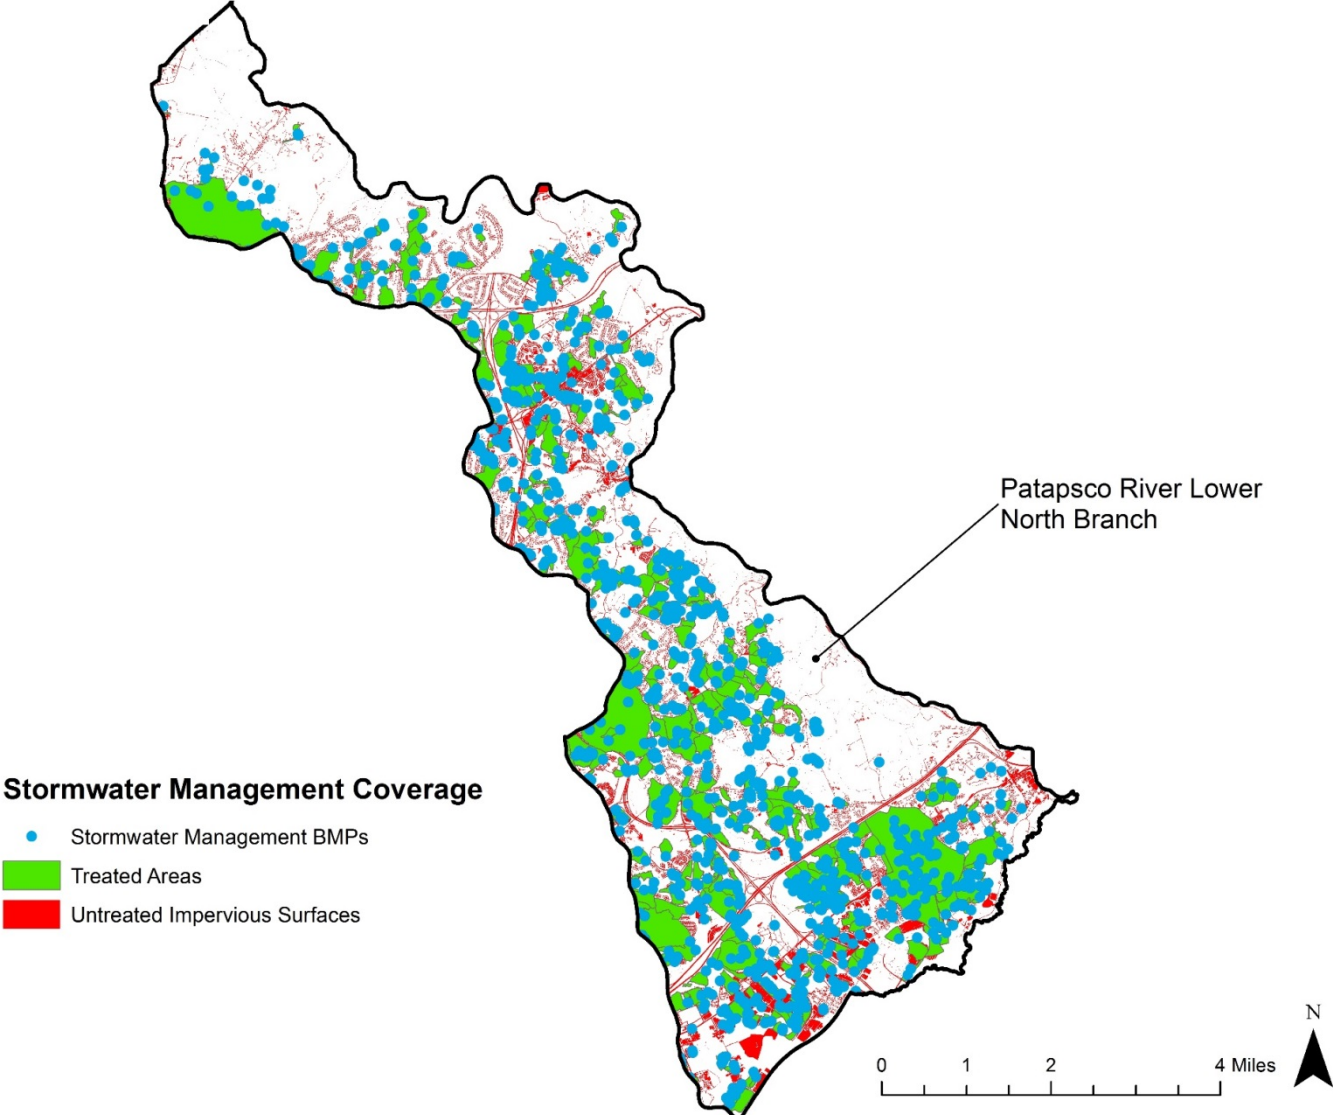 Patapsco River Lower
North Branch
Stormwater Management Coverage
Stormwater Management BMPs
Treated Areas
Untreated Impervious Surfaces
N
0 1 2 4 Miles